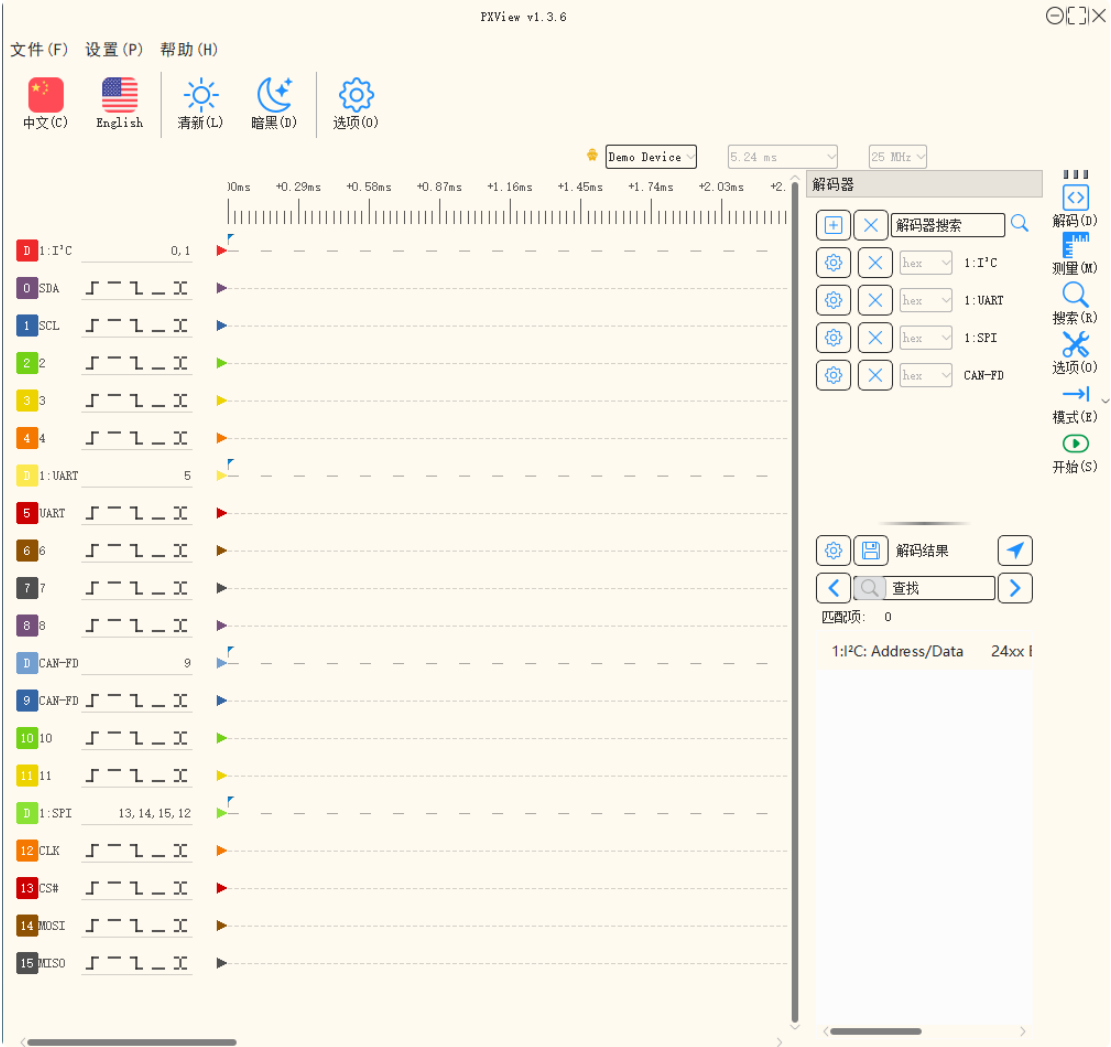 PXView v1.3.6
文件(F) 设置(P) 帮助(H)
中文(C) English 清新(L) 暗黑(D) 选项(O)
Demo Device 5.24 ms 25 MHz
0ms +0.29ms +0.58ms +0.87ms +1.16ms +1.45ms +1.74ms +2.03ms +2.
D 1:I²C 0,1
0 SDA
1 SCL
2 2
3 3
4 4
D 1:UART 5
5 UART
6 6
7 7
8 8
D CAN-FD 9
9 CAN-FD
10 10
11 11
D 1:SPI 13,14,15,12
12 CLK
13 CS#
14 MOSI
15 MISO
解码器
解码器搜索
hex 1:I²C
hex 1:UART
hex 1:SPI
hex CAN-FD
解码结果
查找
匹配项: 0
1:I²C: Address/Data 24xx
解码(D)
测量(M)
搜索(R)
选项(O)
模式(E)
开始(S)